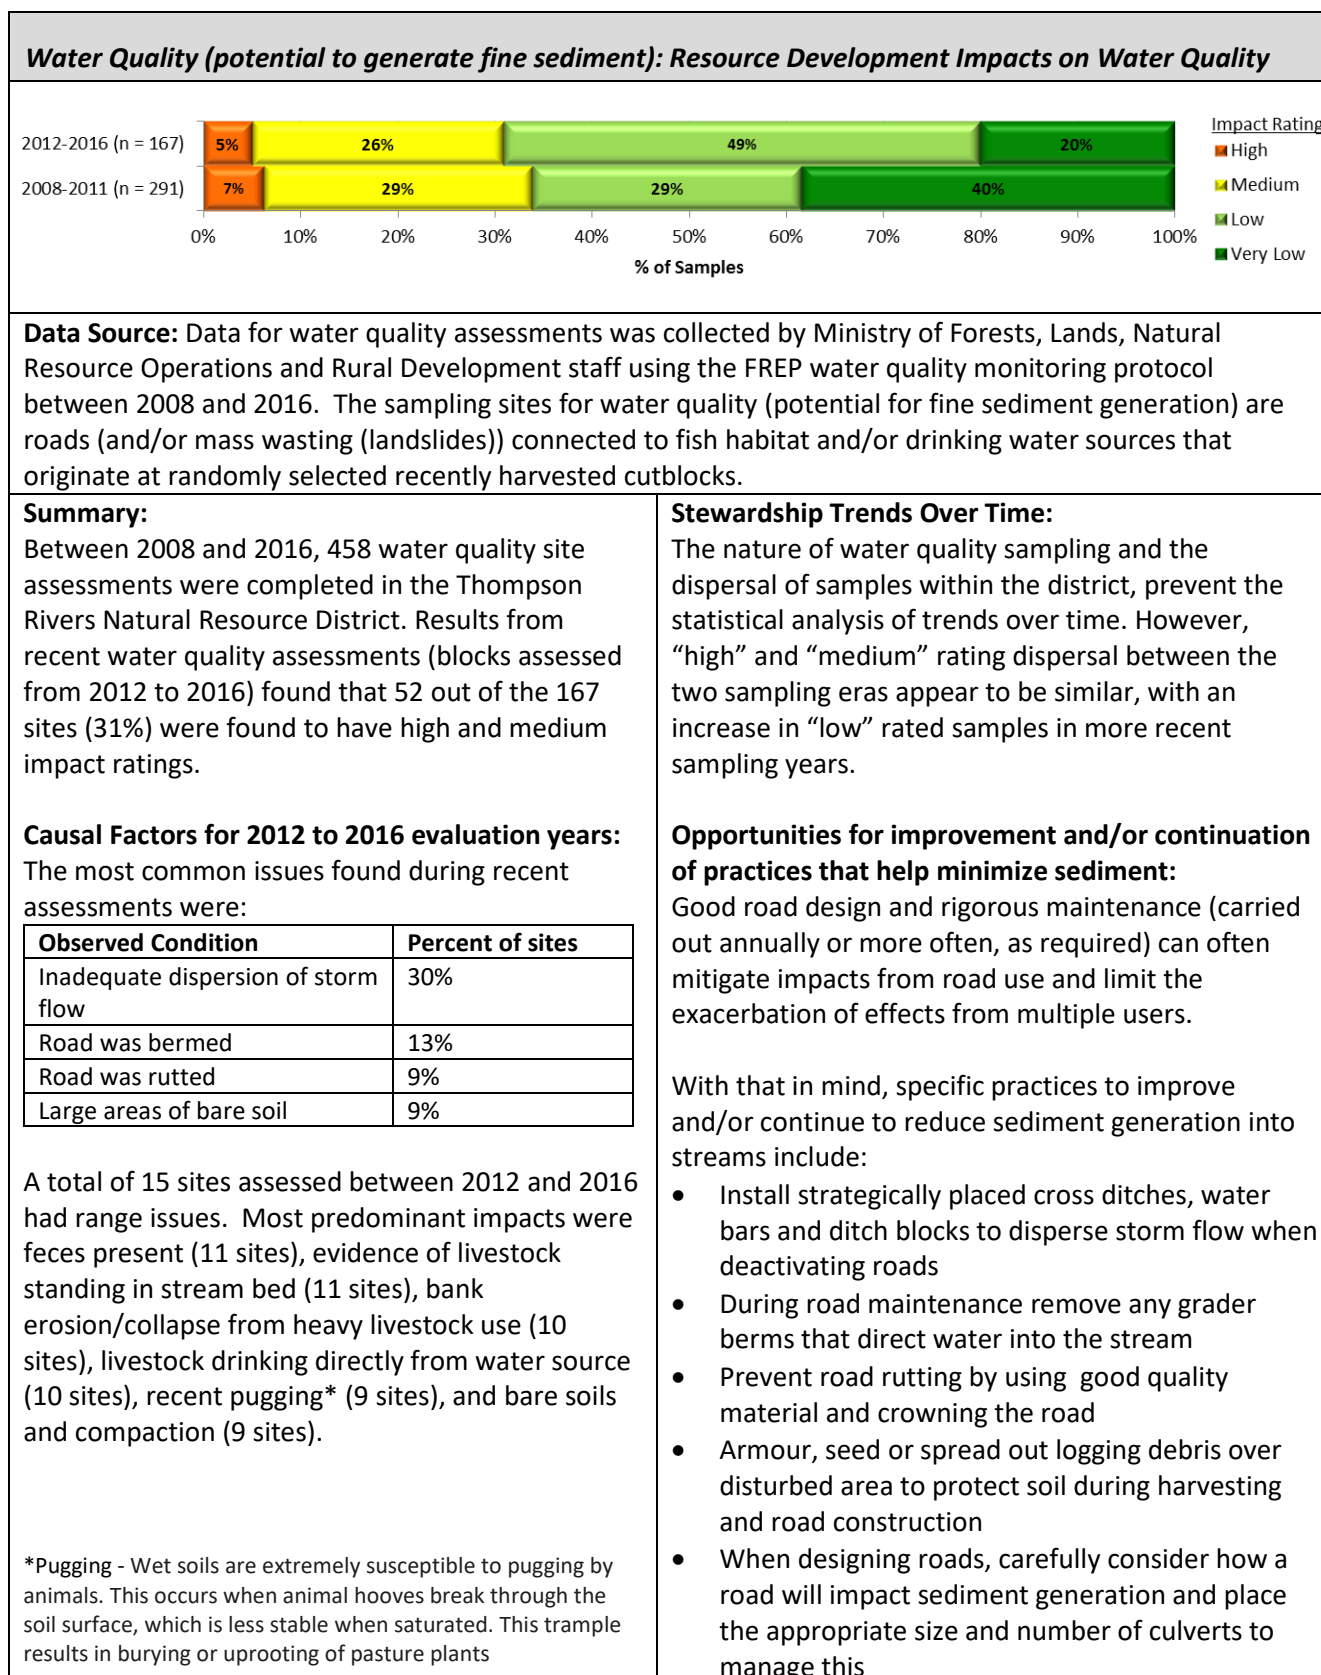 Water Quality (potential to generate fine sediment): Resource Development Impacts on Water Quality
2012-2016 (n = 167)
5%
26%
49%
20%
2008-2011 (n = 291)
7%
29%
29%
40%
0%
10%
20%
30%
40%
50%
60%
70%
80%
90%
100%
% of Samples
Impact Rating
High
Medium
Low
Very Low
Data Source: Data for water quality assessments was collected by Ministry of Forests, Lands, Natural
Resource Operations and Rural Development staff using the FREP water quality monitoring protocol
between 2008 and 2016.  The sampling sites for water quality (potential for fine sediment generation) are
roads (and/or mass wasting (landslides)) connected to fish habitat and/or drinking water sources that
originate at randomly selected recently harvested cutblocks.
Summary:
Between 2008 and 2016, 458 water quality site
assessments were completed in the Thompson
Rivers Natural Resource District. Results from
recent water quality assessments (blocks assessed
from 2012 to 2016) found that 52 out of the 167
sites (31%) were found to have high and medium
impact ratings.
Causal Factors for 2012 to 2016 evaluation years:
The most common issues found during recent
assessments were:
Observed Condition
Percent of sites
Inadequate dispersion of storm
flow
30%
Road was bermed
13%
Road was rutted
9%
Large areas of bare soil
9%
A total of 15 sites assessed between 2012 and 2016
had range issues.  Most predominant impacts were
feces present (11 sites), evidence of livestock
standing in stream bed (11 sites), bank
erosion/collapse from heavy livestock use (10
sites), livestock drinking directly from water source
(10 sites), recent pugging* (9 sites), and bare soils
and compaction (9 sites).
*Pugging - Wet soils are extremely susceptible to pugging by
animals. This occurs when animal hooves break through the
soil surface, which is less stable when saturated. This trample
results in burying or uprooting of pasture plants
Stewardship Trends Over Time:
The nature of water quality sampling and the
dispersal of samples within the district, prevent the
statistical analysis of trends over time. However,
“high” and “medium” rating dispersal between the
two sampling eras appear to be similar, with an
increase in “low” rated samples in more recent
sampling years.
Opportunities for improvement and/or continuation
of practices that help minimize sediment:
Good road design and rigorous maintenance (carried
out annually or more often, as required) can often
mitigate impacts from road use and limit the
exacerbation of effects from multiple users.
With that in mind, specific practices to improve
and/or continue to reduce sediment generation into
streams include:
• Install strategically placed cross ditches, water
bars and ditch blocks to disperse storm flow when
deactivating roads
• During road maintenance remove any grader
berms that direct water into the stream
• Prevent road rutting by using  good quality
material and crowning the road
• Armour, seed or spread out logging debris over
disturbed area to protect soil during harvesting
and road construction
• When designing roads, carefully consider how a
road will impact sediment generation and place
the appropriate size and number of culverts to
manage this